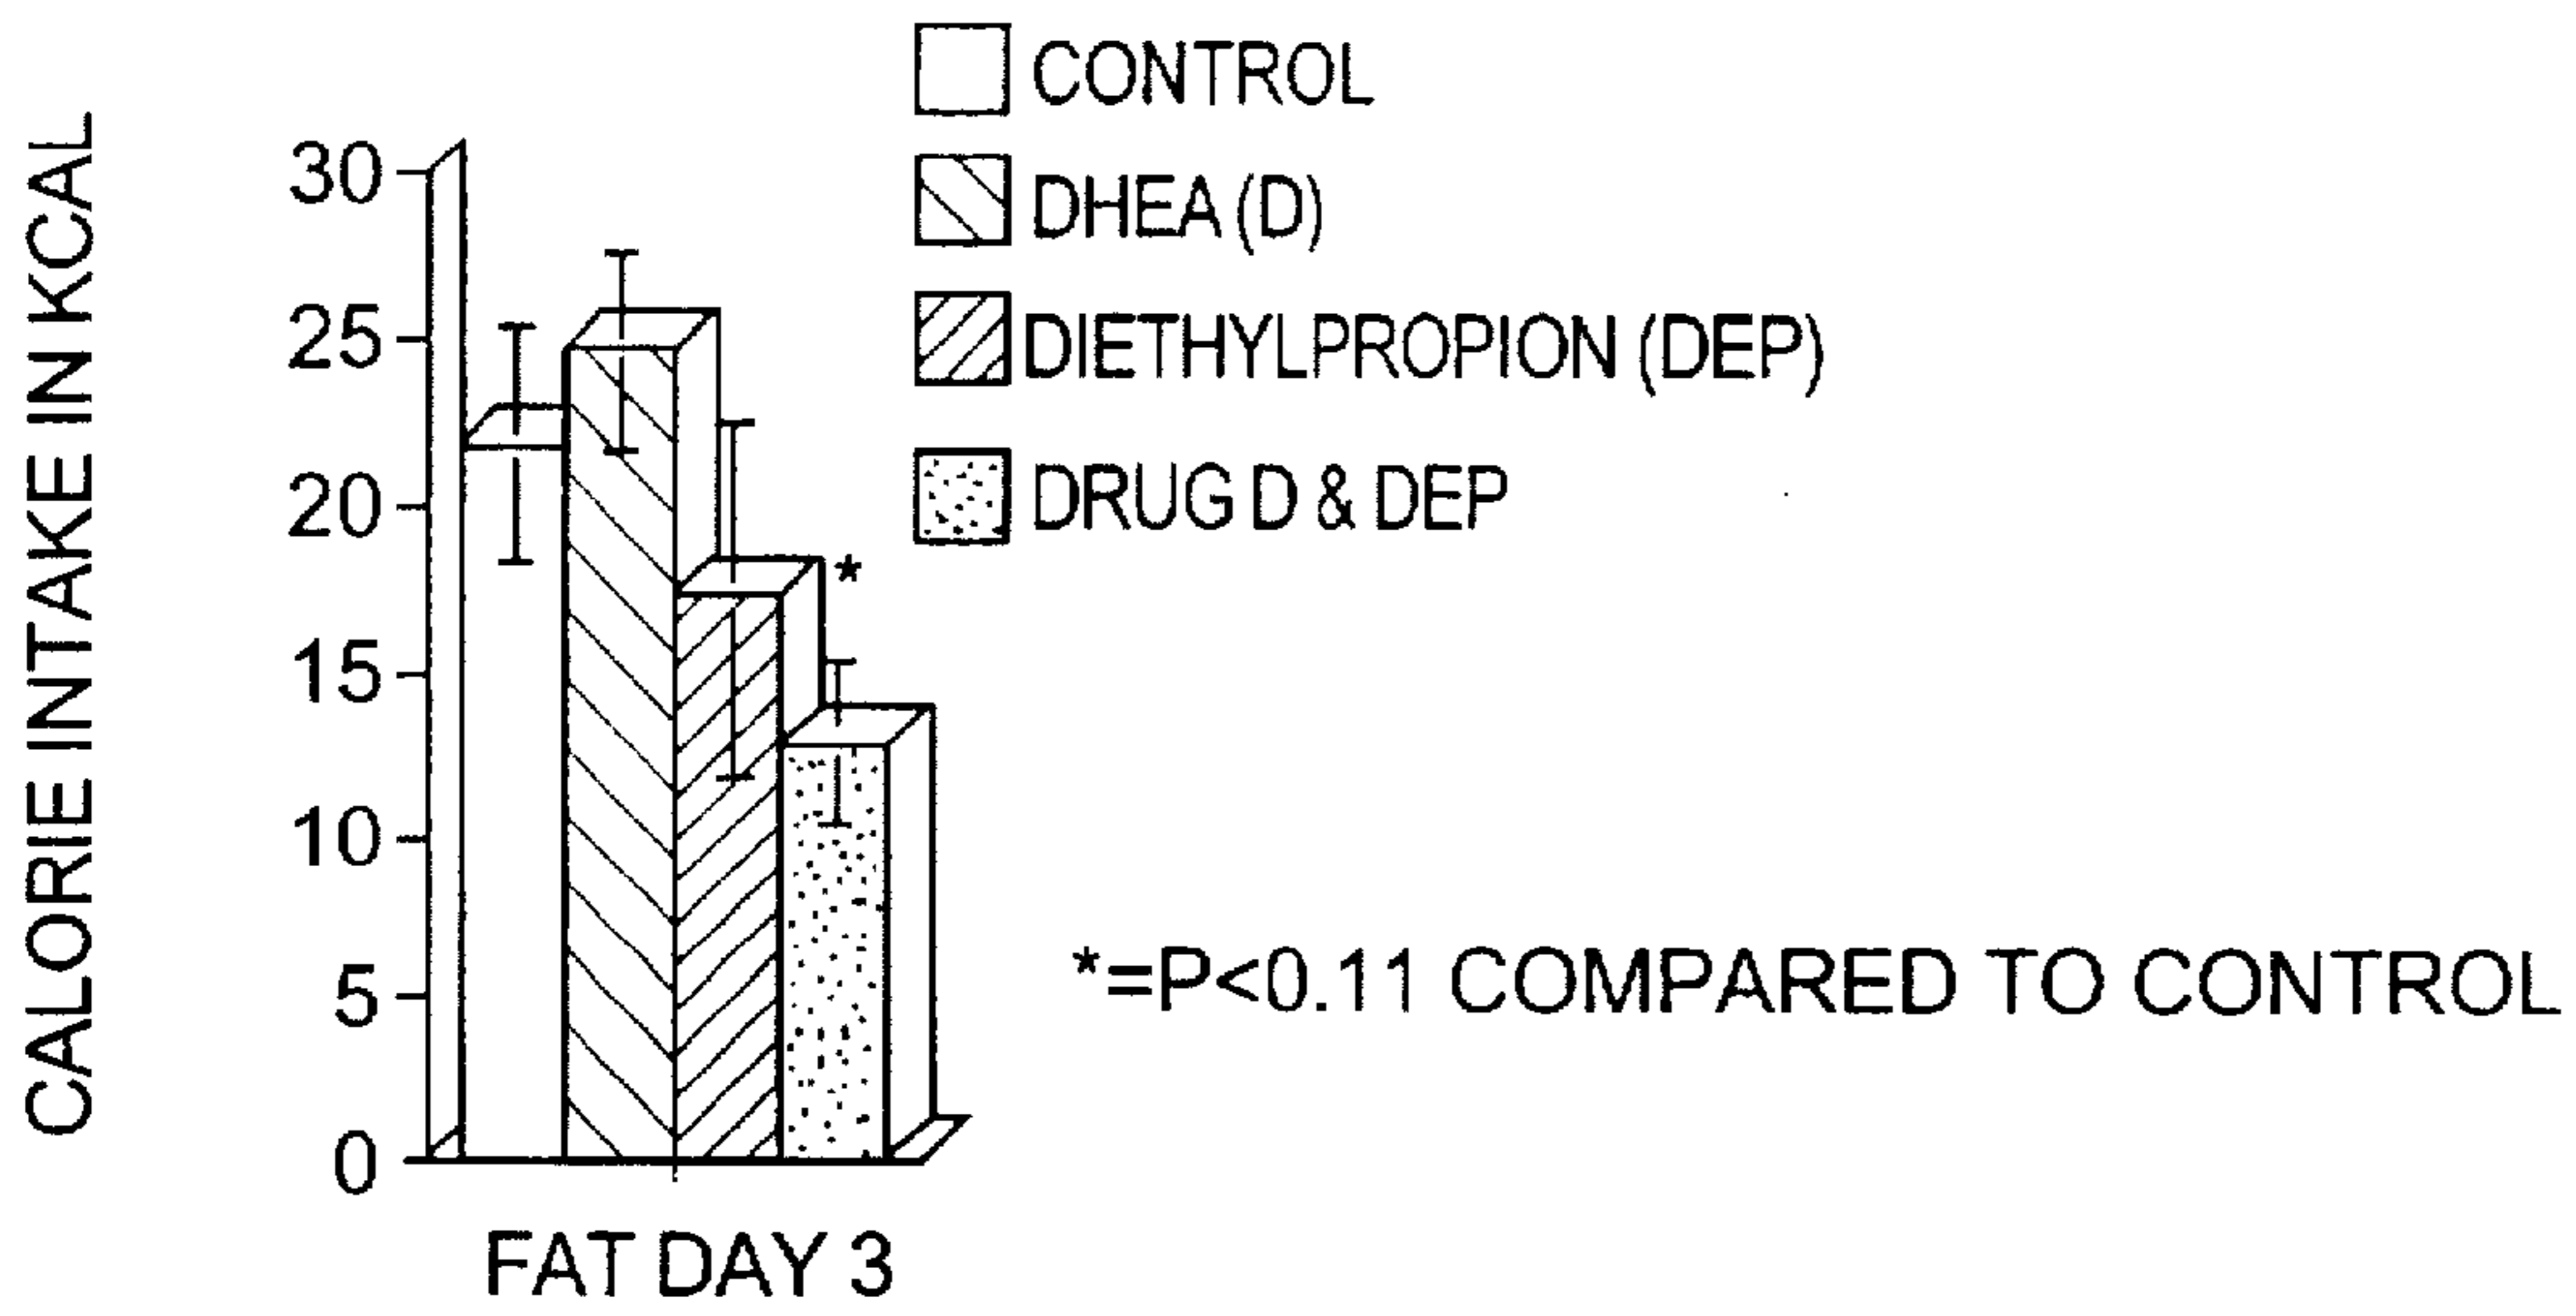 CALORIE INTAKE IN KCAL
30
25
20
15
10
5
0
FAT DAY 3
CONTROL
DHEA (D)
DIETHYLPROPION (DEP)
DRUG D & DEP
*
*=P<0.11 COMPARED TO CONTROL